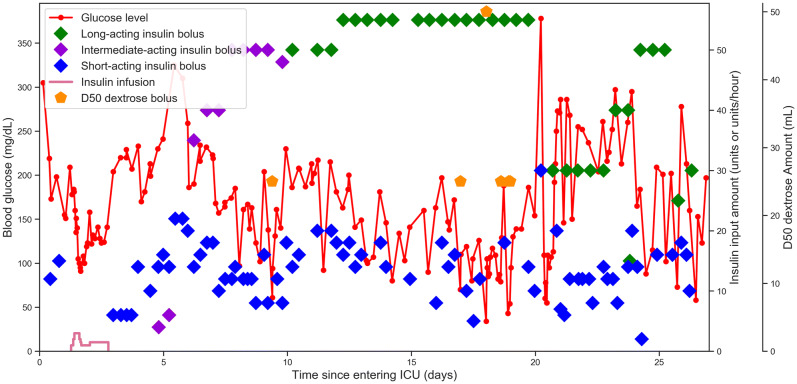 Glucose level
Long-acting insulin bolus
Intermediate-acting insulin bolus
Short-acting insulin bolus
Insulin infusion
D50 dextrose bolus
Blood glucose (mg/dL)
350
300
250
200
150
100
50
0
0
5
10
15
20
25
Time since entering ICU (days)
50
40
30
20
10
0
Insulin input amount (units or units/hour)
50
40
30
20
10
0
D50 dextrose Amount (mL)